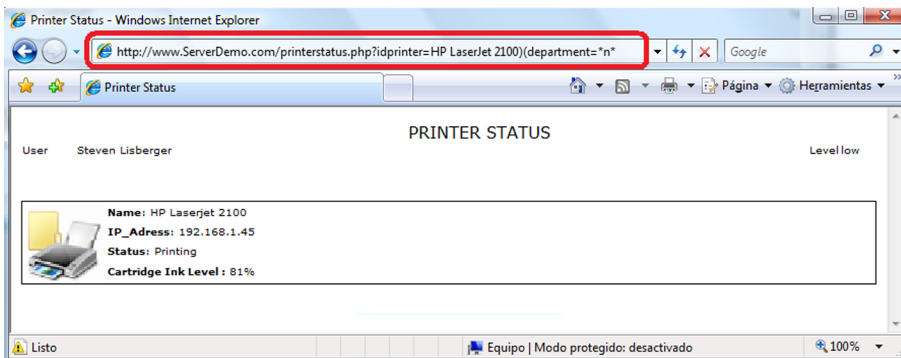 Printer Status - Windows Internet Explorer
http://www.ServerDemo.com/printerstatus.php?idprinter=HP LaserJet 2100)(department=*n*
Google
Printer Status
Página
Herramientas
PRINTER STATUS
User Steven Lisberger Level low
Name: HP Laserjet 2100
IP_Adress: 192.168.1.45
Status: Printing
Cartridge Ink Level : 81%
Listo
Equipo | Modo protegido: desactivado
100%